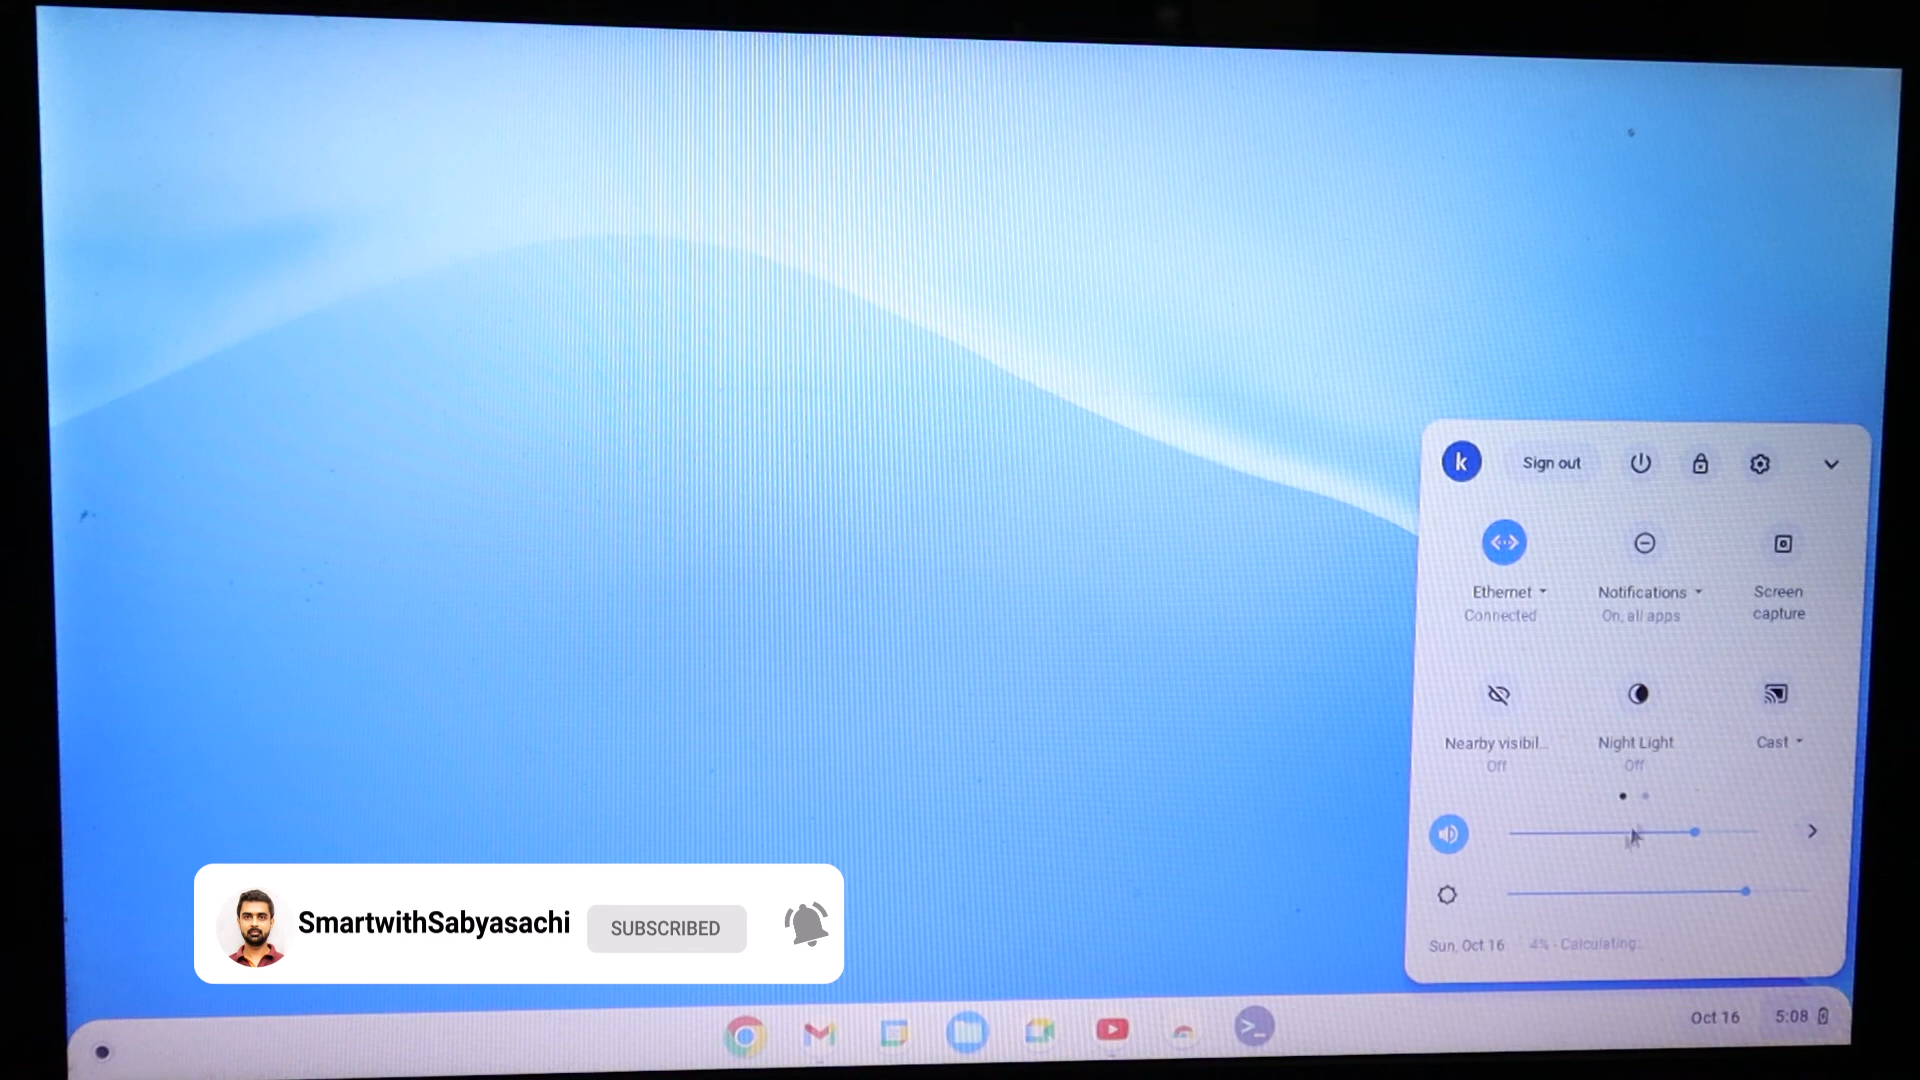 k
Sign out
Ethernet
Connected
Notifications
On, all apps
Screen
capture
Nearby visibil...
Off
Night Light
Off
Cast
Sun, Oct 16
4% - Calculating...
SmartwithSabyasachi
SUBSCRIBED
Oct 16
5:08